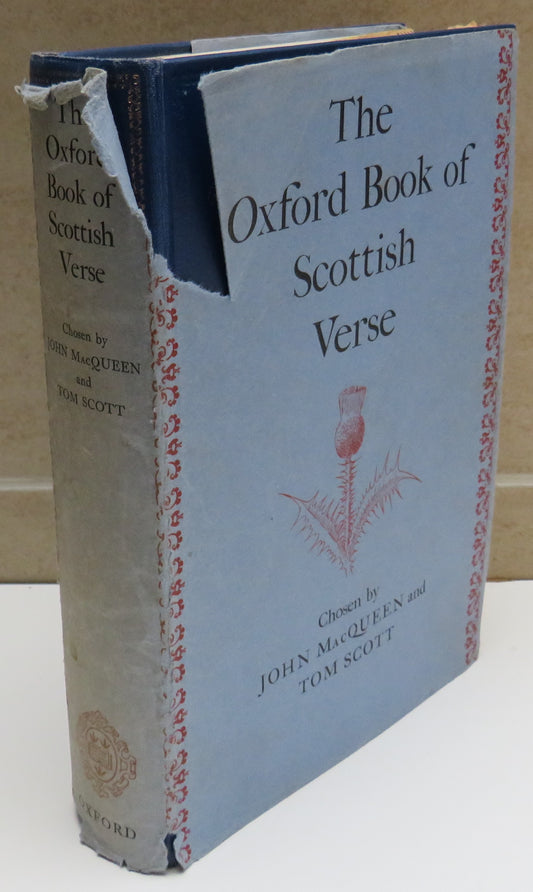 The
Oxford
Book of
Scottish
Verse
Chosen by
JOHN MACQUEEN
and
TOM SCOTT
OXFORD
The
Oxford Book of
Scottish
Verse
Chosen by
JOHN MACQUEEN and
TOM SCOTT